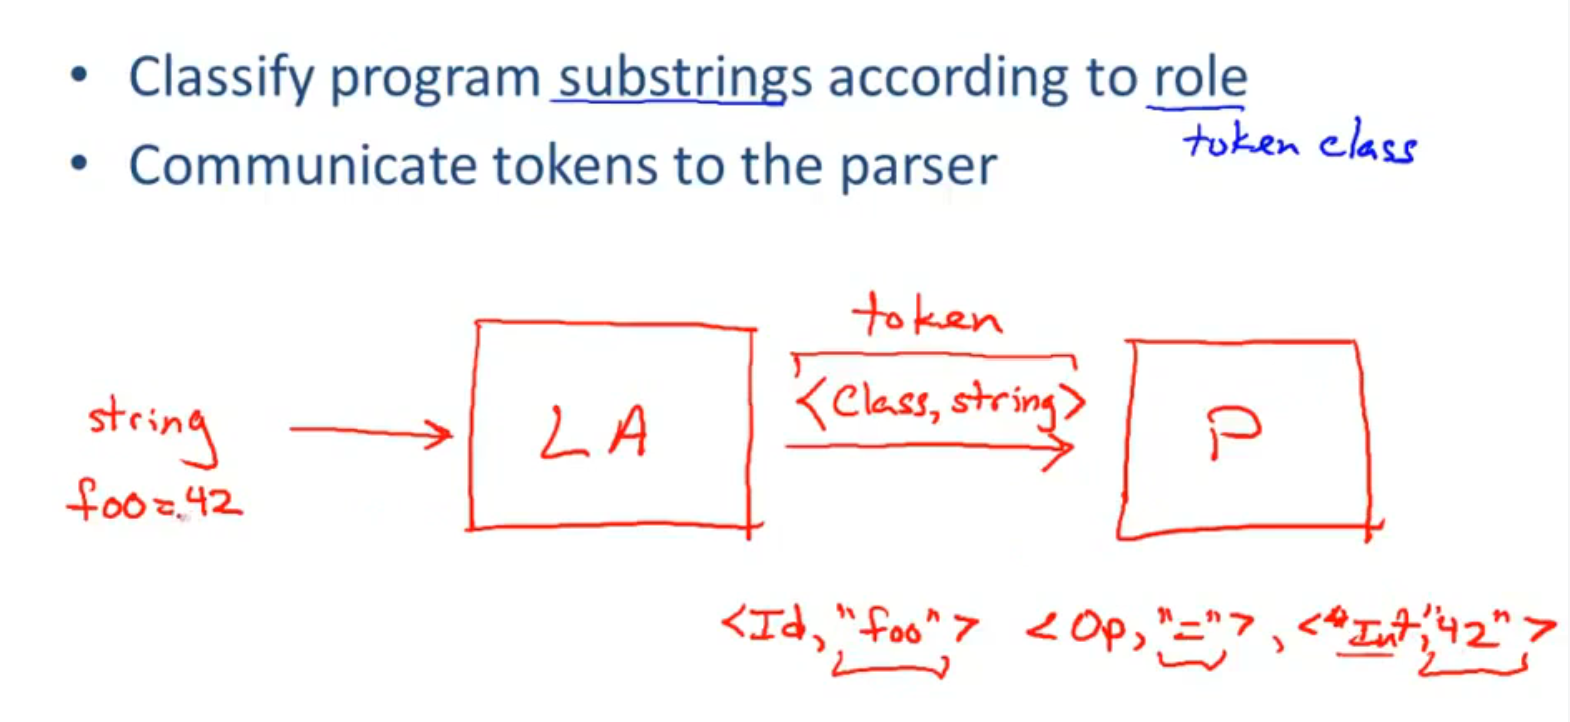 • Classify program substrings according to role
token class
• Communicate tokens to the parser
token
<Class, string>
string
LA
P
foo=42
<Id, "foo"> <Op, "=">, <"Int", "42">